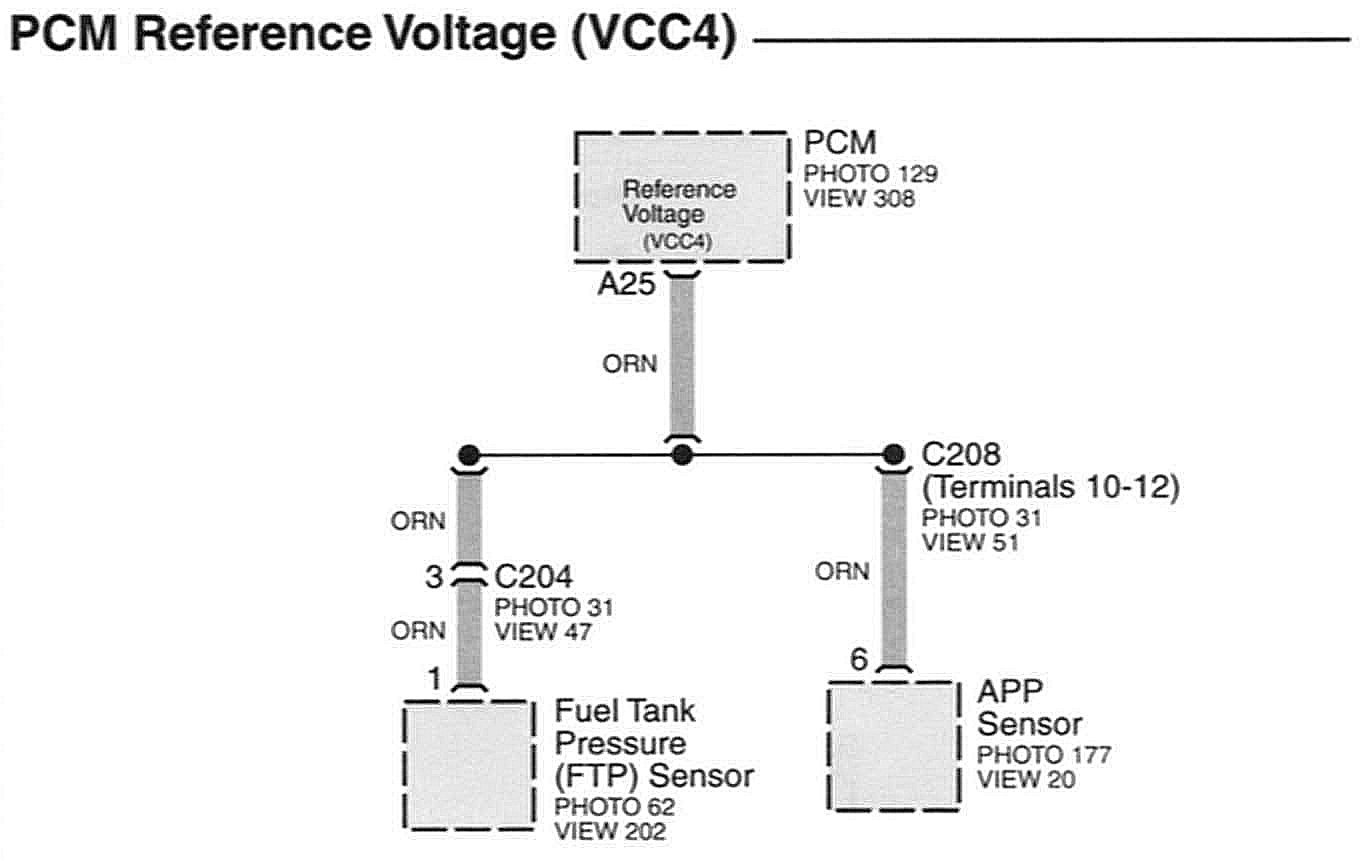 PCM Reference Voltage (VCC4)
PCM
PHOTO 129
VIEW 308
Reference
Voltage
(VCC4)
A25
ORN
C208
(Terminals 10-12)
PHOTO 31
VIEW 51
ORN
3
C204
PHOTO 31
VIEW 47
ORN
1
ORN
6
Fuel Tank
Pressure
(FTP) Sensor
PHOTO 62
VIEW 202
APP
Sensor
PHOTO 177
VIEW 20